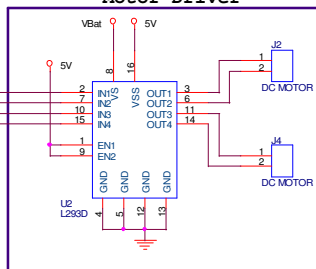 Motor Driver
VBat 5V
5V
8 16
VS VSS
2 IN1 OUT1 3
7 IN2 OUT2 6
10 IN3 OUT3 11
15 IN4 OUT4 14
1 EN1
9 EN2
GND GND GND GND
4 5 12 13
U2
L293D
J2
1
2
DC MOTOR
J4
1
2
DC MOTOR